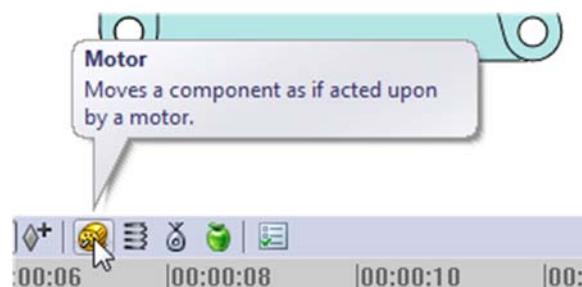 Motor
Moves a component as if acted upon
by a motor.
:00:06 00:00:08 00:00:10 00: